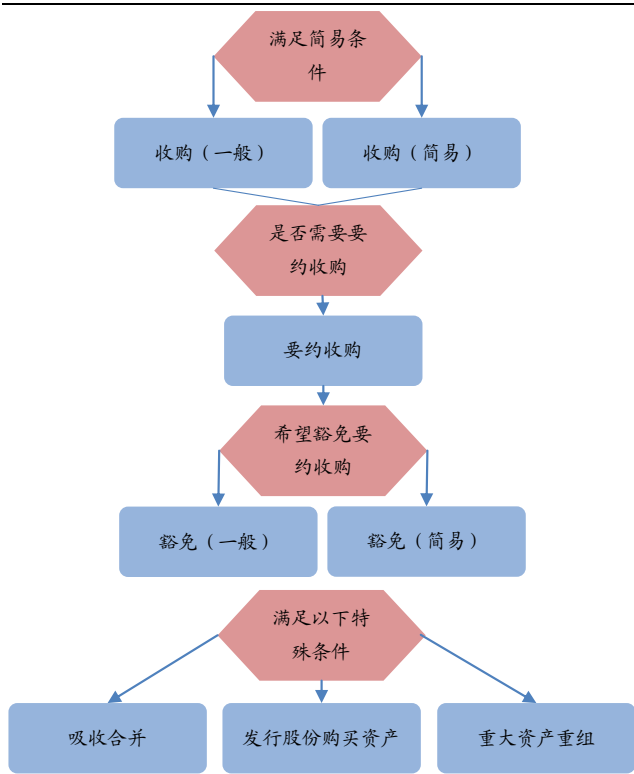 满足简易条
件
收购（一般）
收购（简易）
是否需要要
约收购
要约收购
希望豁免要
约收购
豁免（一般）
豁免（简易）
满足以下特
殊条件
吸收合并
发行股份购买资产
重大资产重组